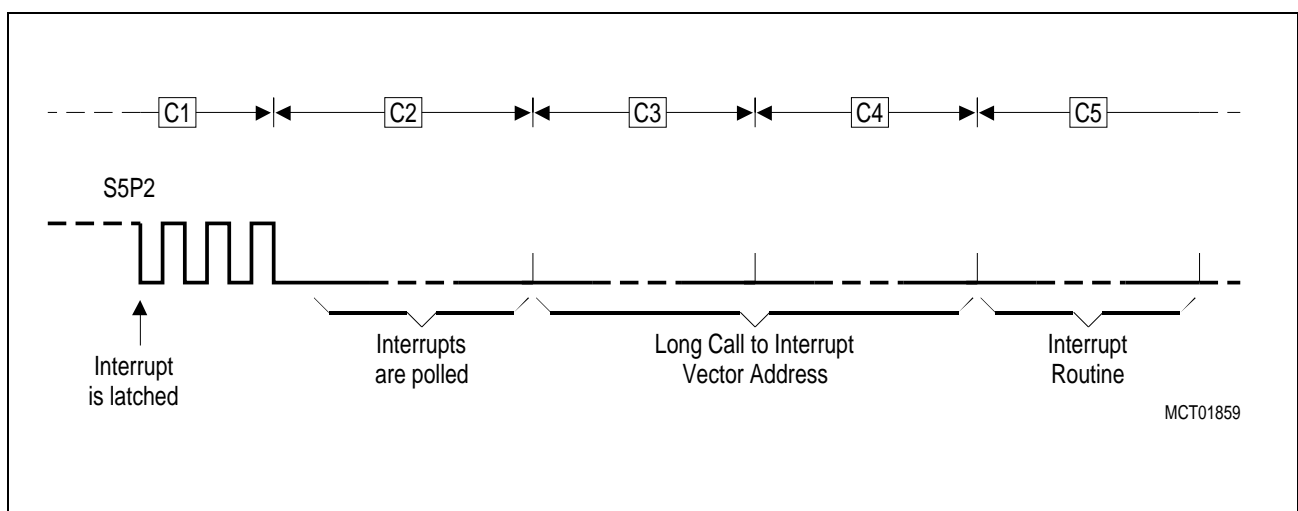 C1
C2
C3
C4
C5
S5P2
Interrupt
is latched
Interrupts
are polled
Long Call to Interrupt
Vector Address
Interrupt
Routine
MCT01859